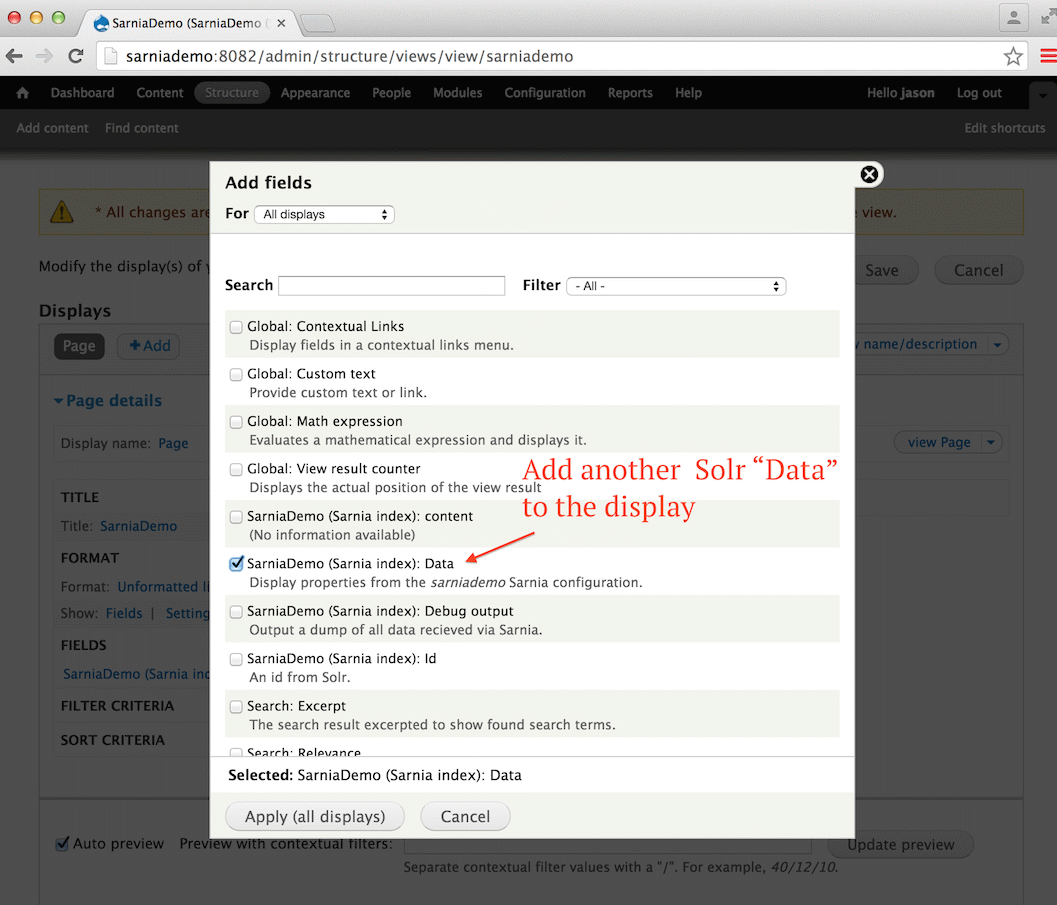 SarniaDemo (SarniaDemo (
sarniademo:8082/admin/structure/views/view/sarniademo
Dashboard Content Structure Appearance People Modules Configuration Reports Help Hello jason Log out
Add content Find content Edit shortcuts
Add fields
For All displays
* All changes are view.
Modify the display(s) of Save Cancel
Search Filter - All -
Displays
Global: Contextual Links
Display fields in a contextual links menu.
Page Add name/description
Global: Custom text
Provide custom text or link.
Page details
Global: Math expression
Evaluates a mathematical expression and displays it.
Display name: Page view Page
Global: View result counter
Displays the actual position of the view result
Add another Solr “Data”
to the display
TITLE
Title: SarniaDemo
SarniaDemo (Sarnia index): content
(No information available)
FORMAT
SarniaDemo (Sarnia index): Data
Display properties from the sarniademo Sarnia configuration.
Format: Unformatted li
Show: Fields | Setting
SarniaDemo (Sarnia index): Debug output
Output a dump of all data recieved via Sarnia.
FIELDS
SarniaDemo (Sarnia ind
SarniaDemo (Sarnia index): Id
An id from Solr.
FILTER CRITERIA
Search: Excerpt
The search result excerpted to show found search terms.
SORT CRITERIA
Search: Relevance
Selected: SarniaDemo (Sarnia index): Data
Apply (all displays) Cancel
Auto preview Preview with contextual filters: Update preview
Separate contextual filter values with a "/". For example, 40/12/10.